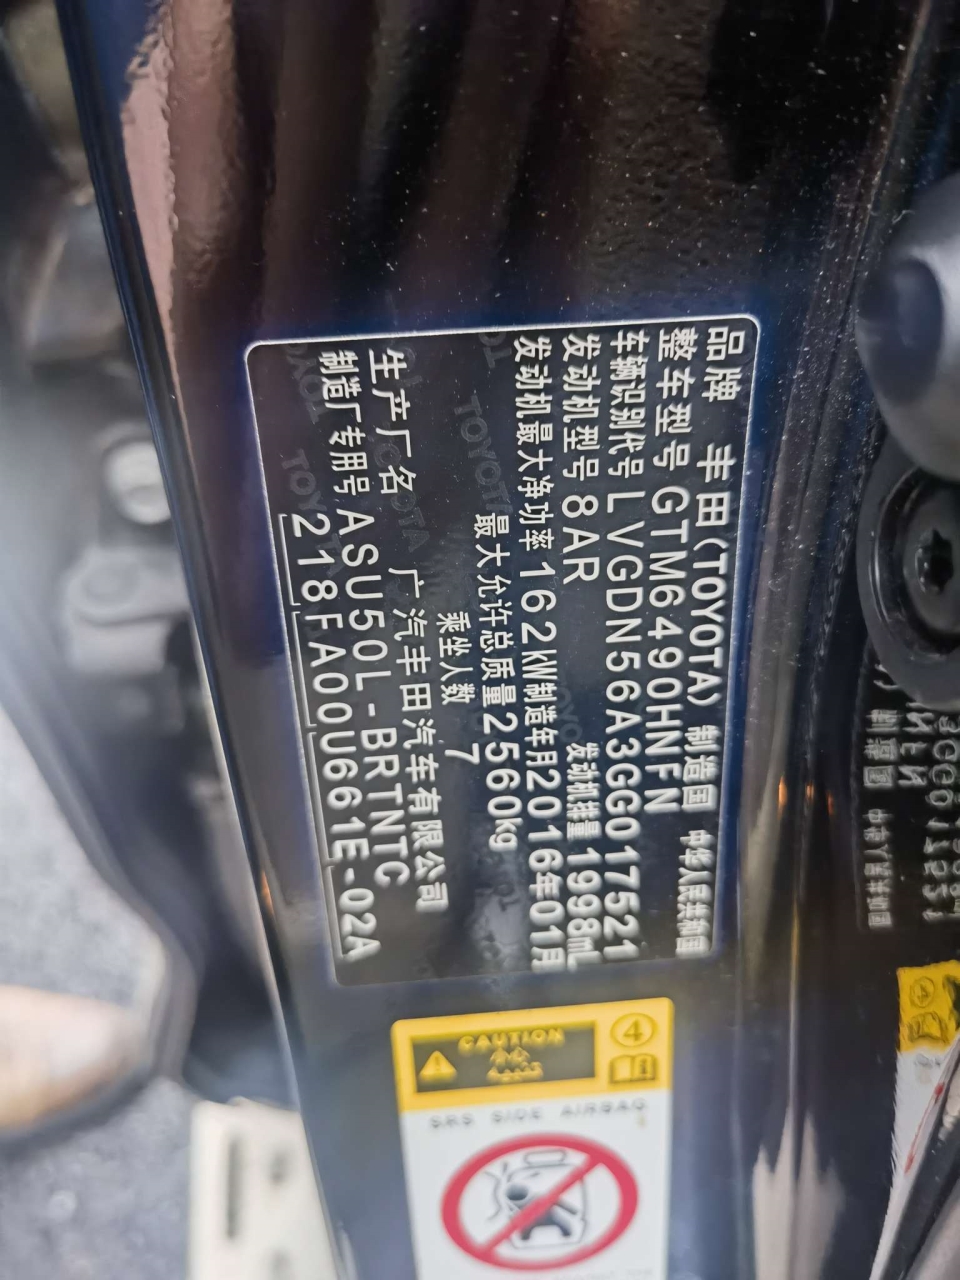 品牌 丰田(TOYOTA) 制造国 中华人民共和国
整车型号 GTM6490HNFN
车辆识别代号 LVGDN56A3GG017521
发动机型号 8AR 发动机排量 1998mL
发动机最大净功率 162kW 制造年月 2016年01月
最大允许总质量 2560kg
乘坐人数 7
生产厂名 广汽丰田汽车有限公司
制造厂专用号 ASU50L-BRTNTC
218FA00U661E-02A
CAUTION
4
SRS SIDE AIRBAG